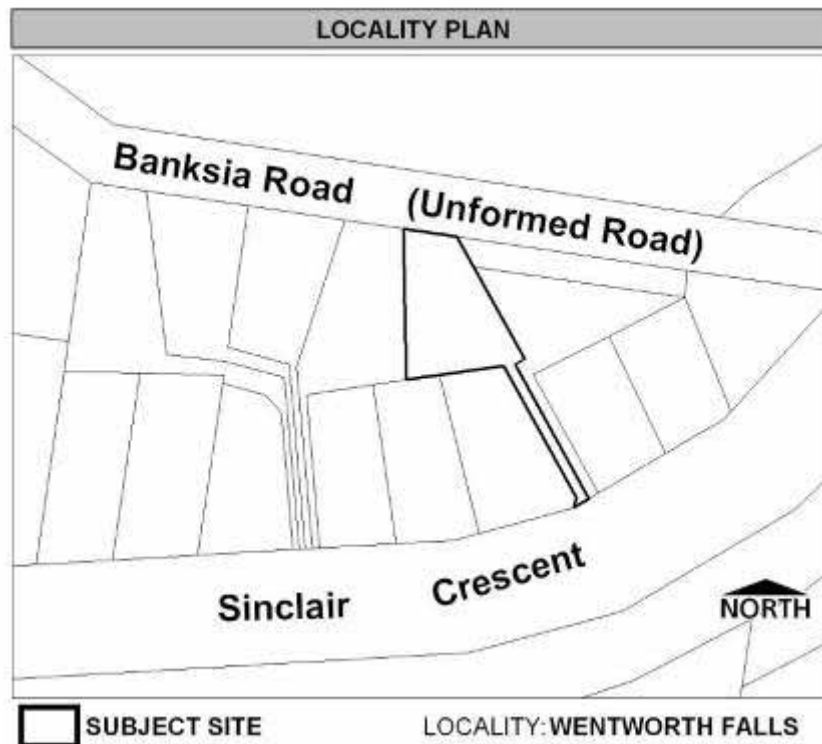 LOCALITY PLAN
Banksia Road (Unformed Road)
Sinclair Crescent
NORTH
SUBJECT SITE LOCALITY: WENTWORTH FALLS